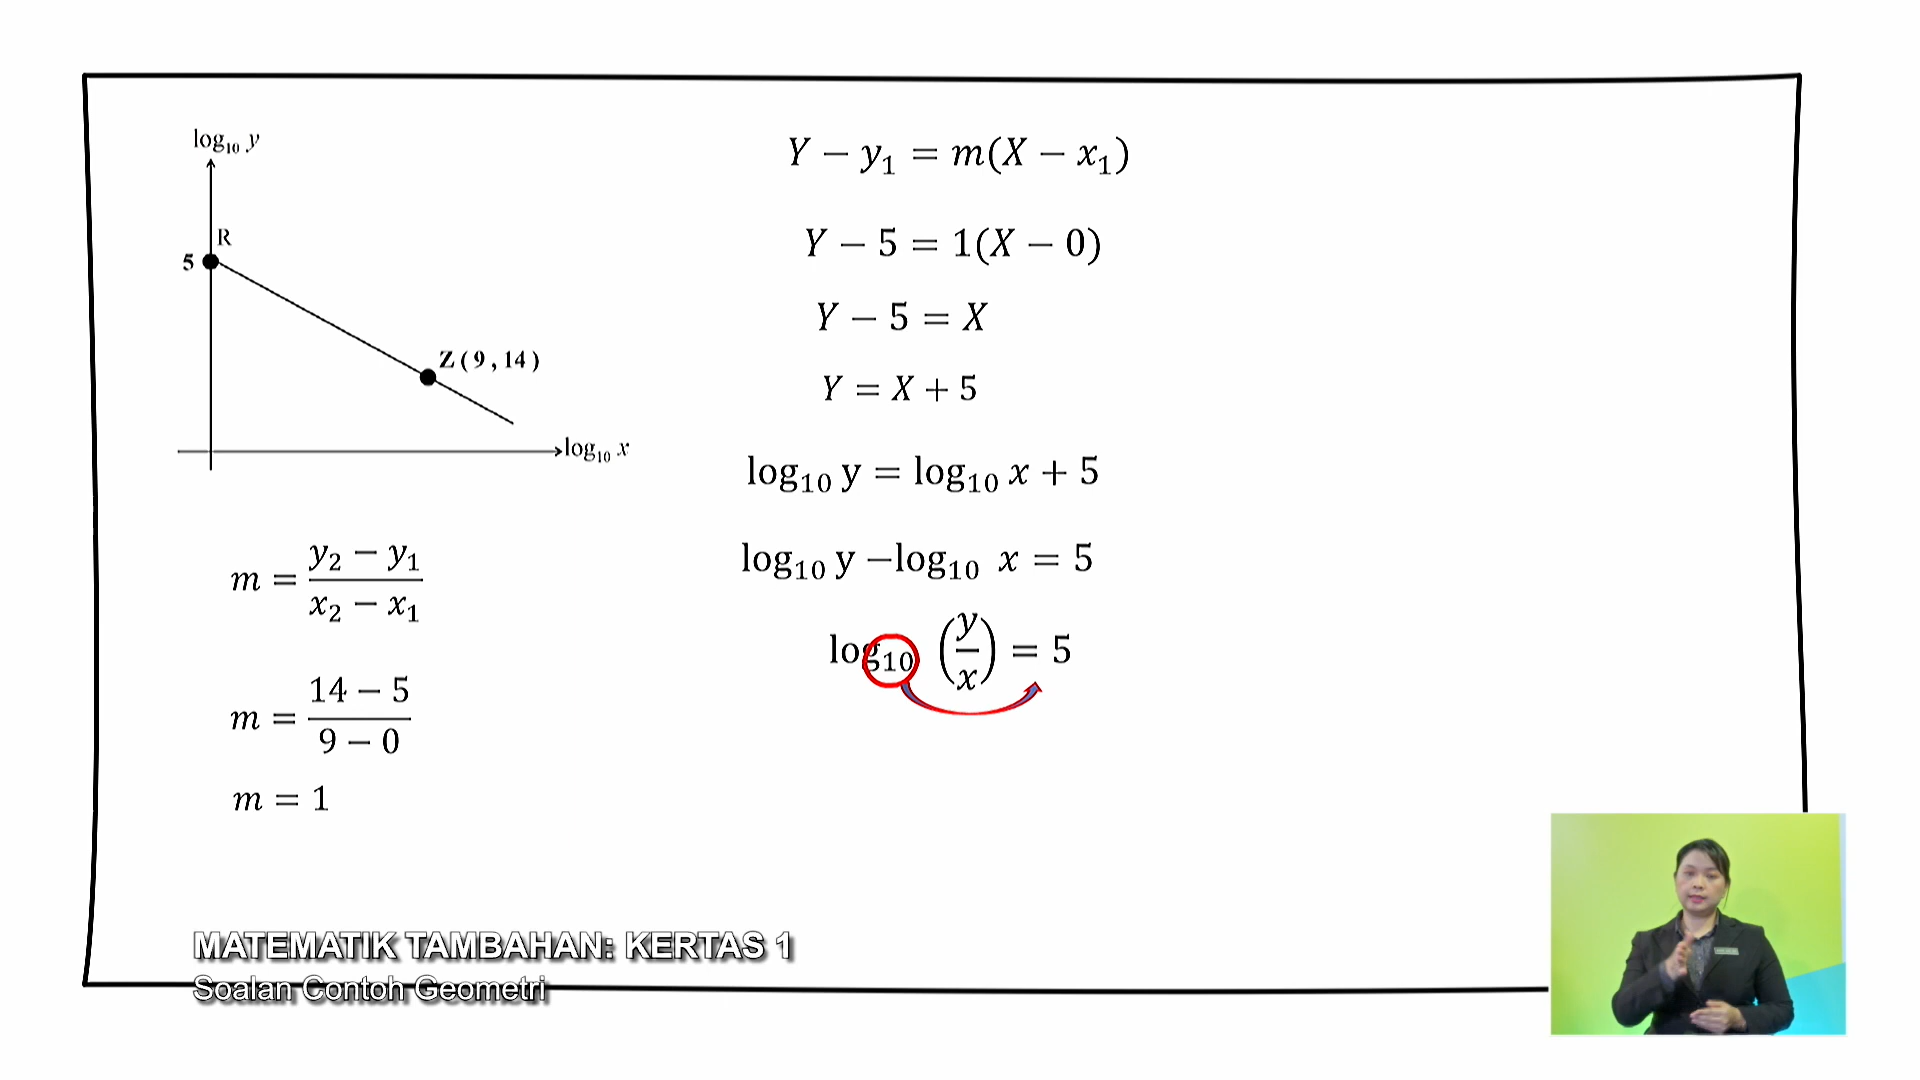 log₁₀ y
R
5
Z ( 9 , 14 )
log₁₀ x
m = (y₂ − y₁)/(x₂ − x₁)
m = (14 − 5)/(9 − 0)
m = 1
Y − y₁ = m(X − x₁)
Y − 5 = 1(X − 0)
Y − 5 = X
Y = X + 5
log₁₀ y = log₁₀ x + 5
log₁₀ y −log₁₀ x = 5
log₁₀ (y/x) = 5
MATEMATIK TAMBAHAN: KERTAS 1
Soalan Contoh Geometri